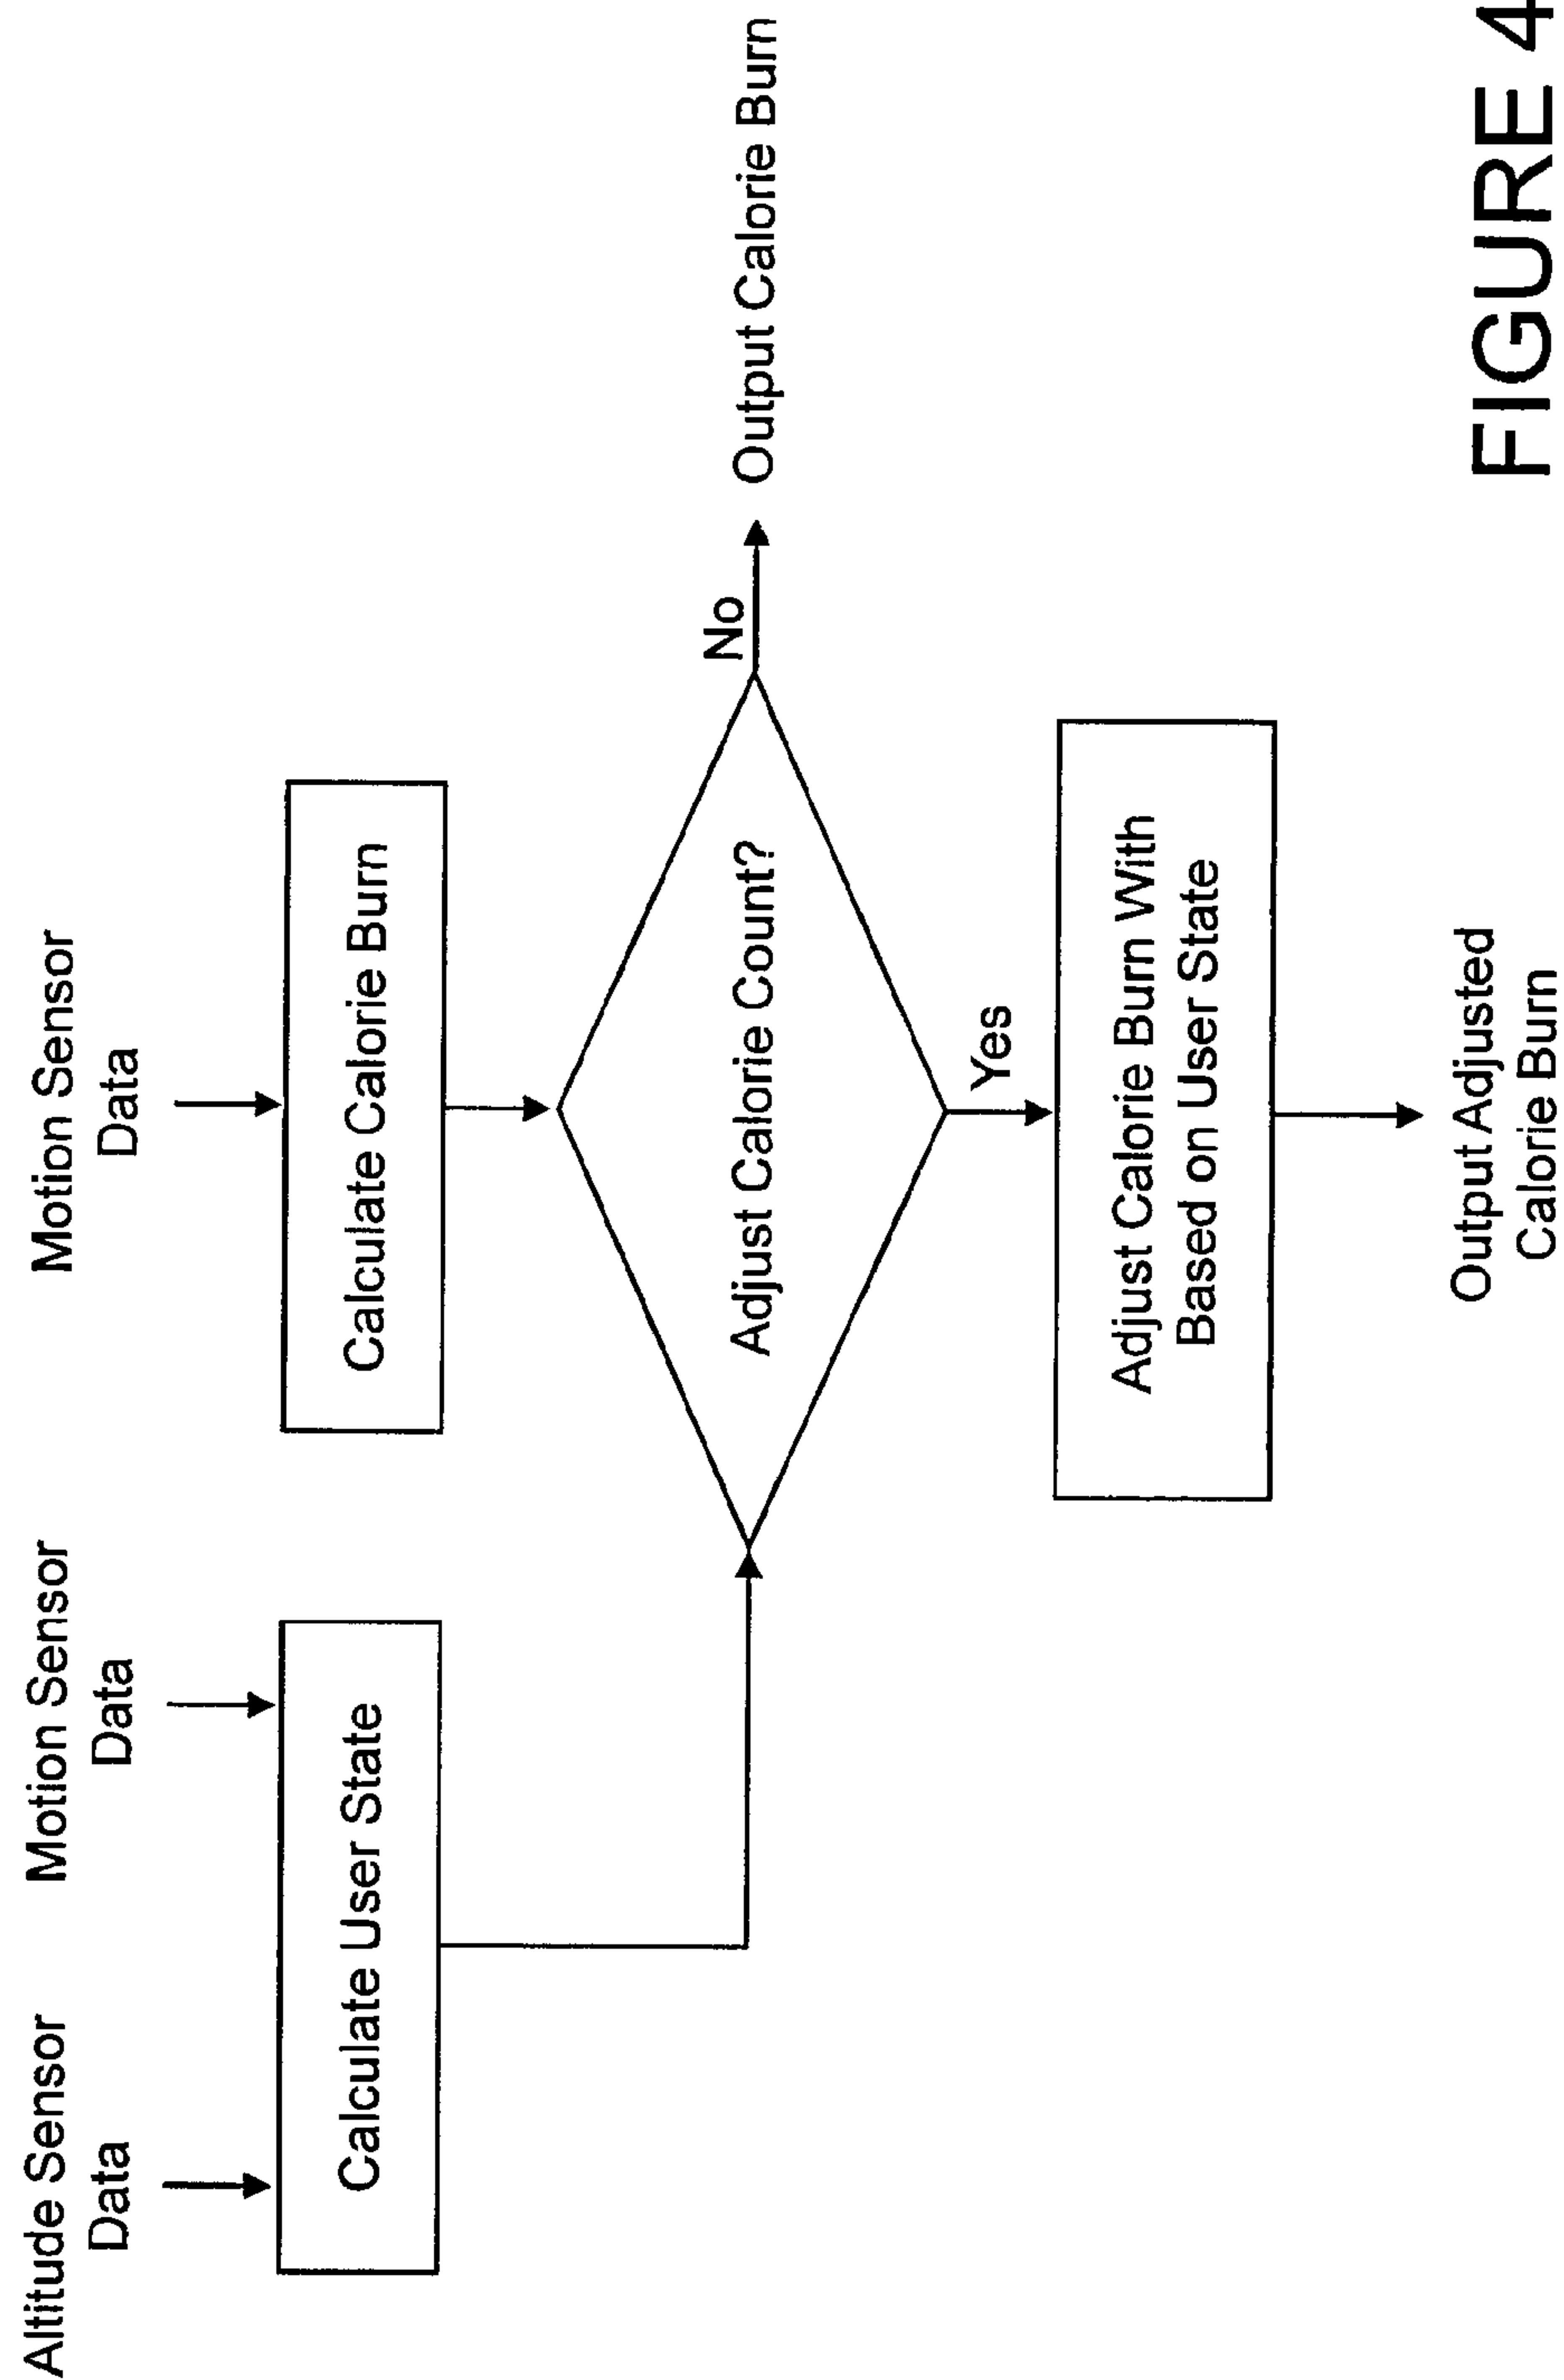 Altitude Sensor
Data
Motion Sensor
Data
Motion Sensor
Data
Calculate User State
Calculate Calorie Burn
Adjust Calorie Count?
No
Output Calorie Burn
Yes
Adjust Calorie Burn With
Based on User State
Output Adjusted
Calorie Burn
FIGURE 4